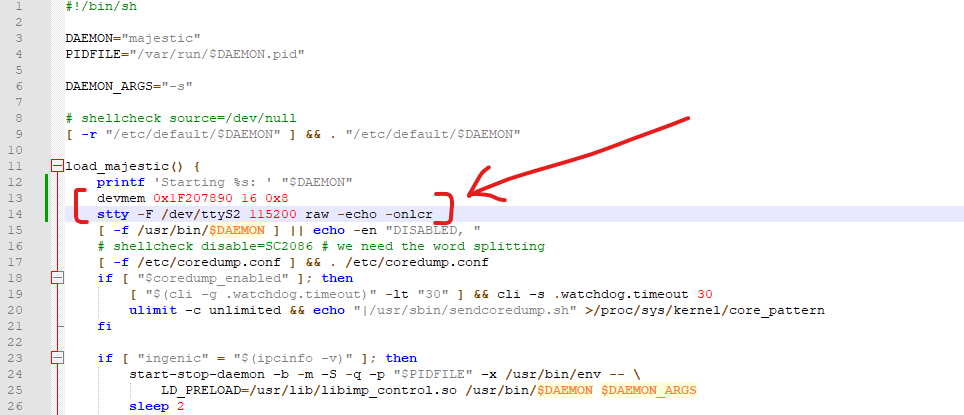 1 #!/bin/sh
2
3 DAEMON="majestic"
4 PIDFILE="/var/run/$DAEMON.pid"
5
6 DAEMON_ARGS="-s"
7
8 # shellcheck source=/dev/null
9 [ -r "/etc/default/$DAEMON" ] && . "/etc/default/$DAEMON"
10
11 load_majestic() {
12     printf 'Starting %s: ' "$DAEMON"
13     devmem 0x1F207890 16 0x8
14     stty -F /dev/ttyS2 115200 raw -echo -onlcr
15     [ -f /usr/bin/$DAEMON ] || echo -en "DISABLED, "
16     # shellcheck disable=SC2086 # we need the word splitting
17     [ -f /etc/coredump.conf ] && . /etc/coredump.conf
18     if [ "$coredump_enabled" ]; then
19         [ "$(cli -g .watchdog.timeout)" -lt "30" ] && cli -s .watchdog.timeout 30
20         ulimit -c unlimited && echo "|/usr/sbin/sendcoredump.sh" >/proc/sys/kernel/core_pattern
21     fi
22
23     if [ "ingenic" = "$(ipcinfo -v)" ]; then
24         start-stop-daemon -b -m -S -q -p "$PIDFILE" -x /usr/bin/env -- \
25             LD_PRELOAD=/usr/lib/libimp_control.so /usr/bin/$DAEMON $DAEMON_ARGS
26         sleep 2